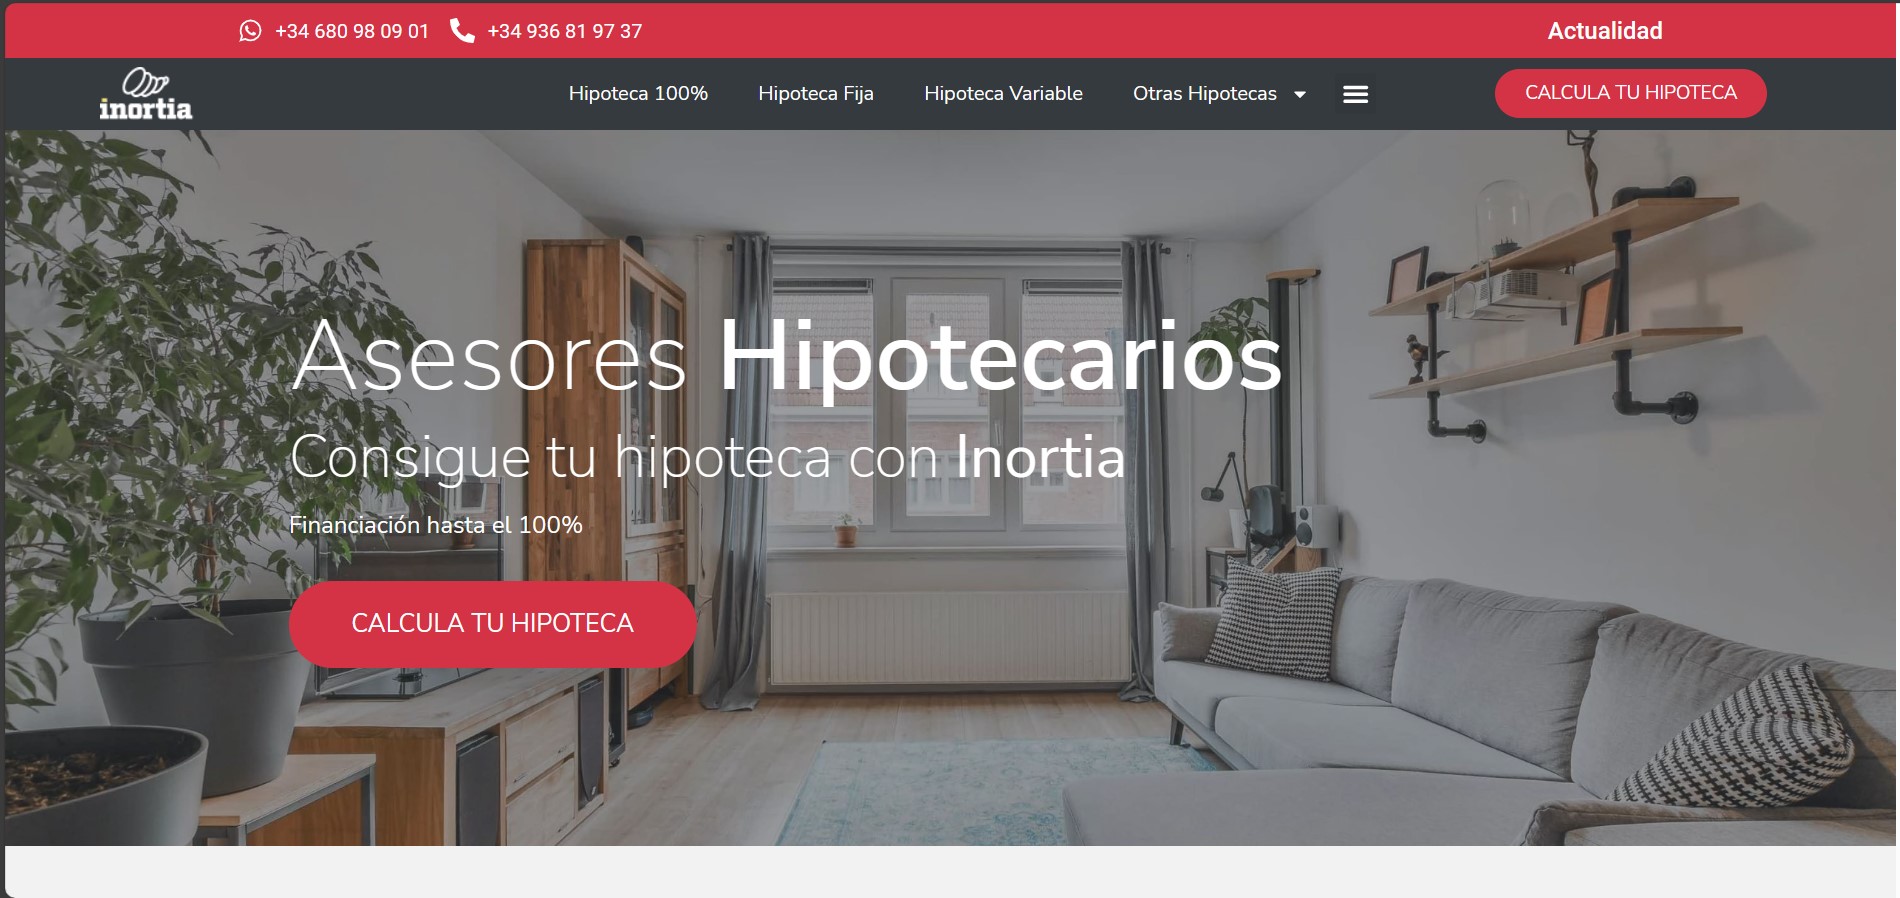 +34 680 98 09 01 +34 936 81 97 37 Actualidad
inortia Hipoteca 100% Hipoteca Fija Hipoteca Variable Otras Hipotecas CALCULA TU HIPOTECA
Asesores Hipotecarios
Consigue tu hipoteca con Inortia
Financiación hasta el 100%
CALCULA TU HIPOTECA